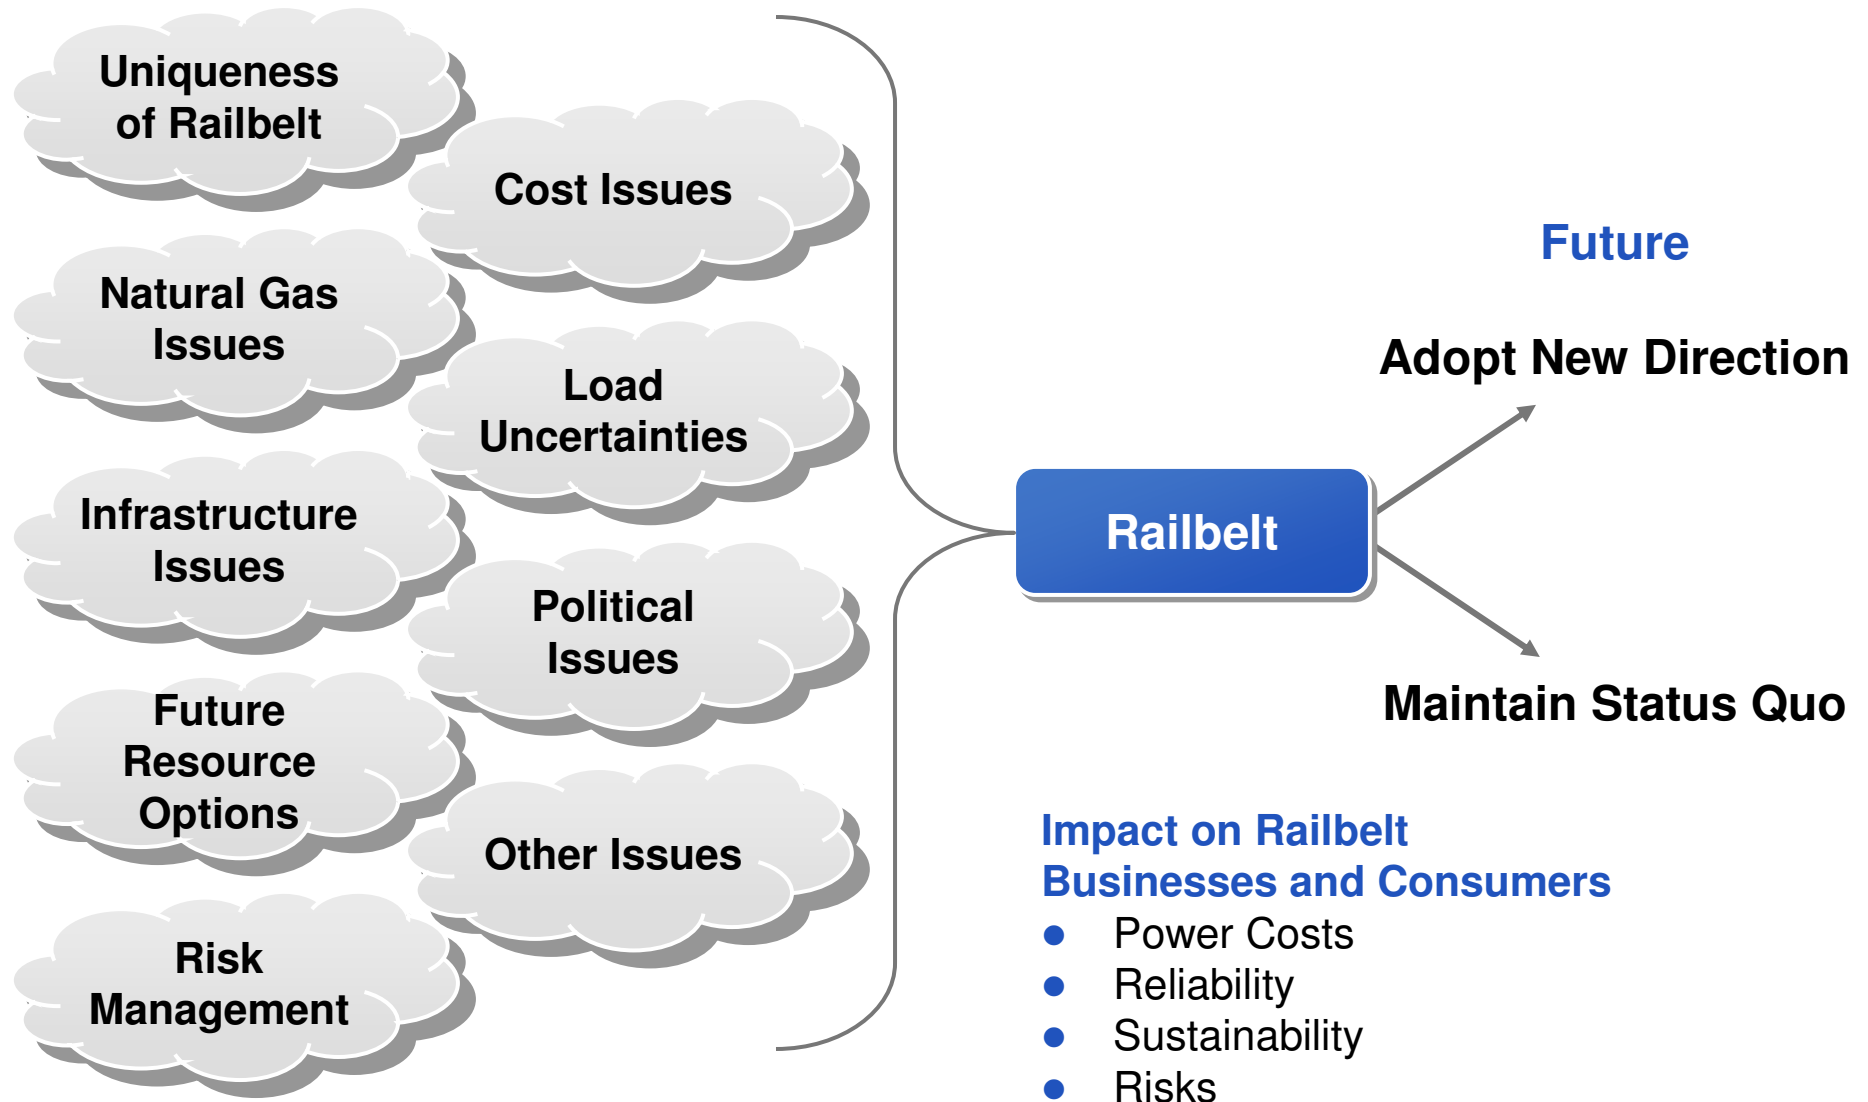 Uniqueness
of Railbelt
Cost Issues
Natural Gas
Issues
Load
Uncertainties
Infrastructure
Issues
Political
Issues
Future
Resource
Options
Other Issues
Risk
Management
Railbelt
Future
Adopt New Direction
Maintain Status Quo
Impact on Railbelt
Businesses and Consumers
● Power Costs
● Reliability
● Sustainability
● Risks